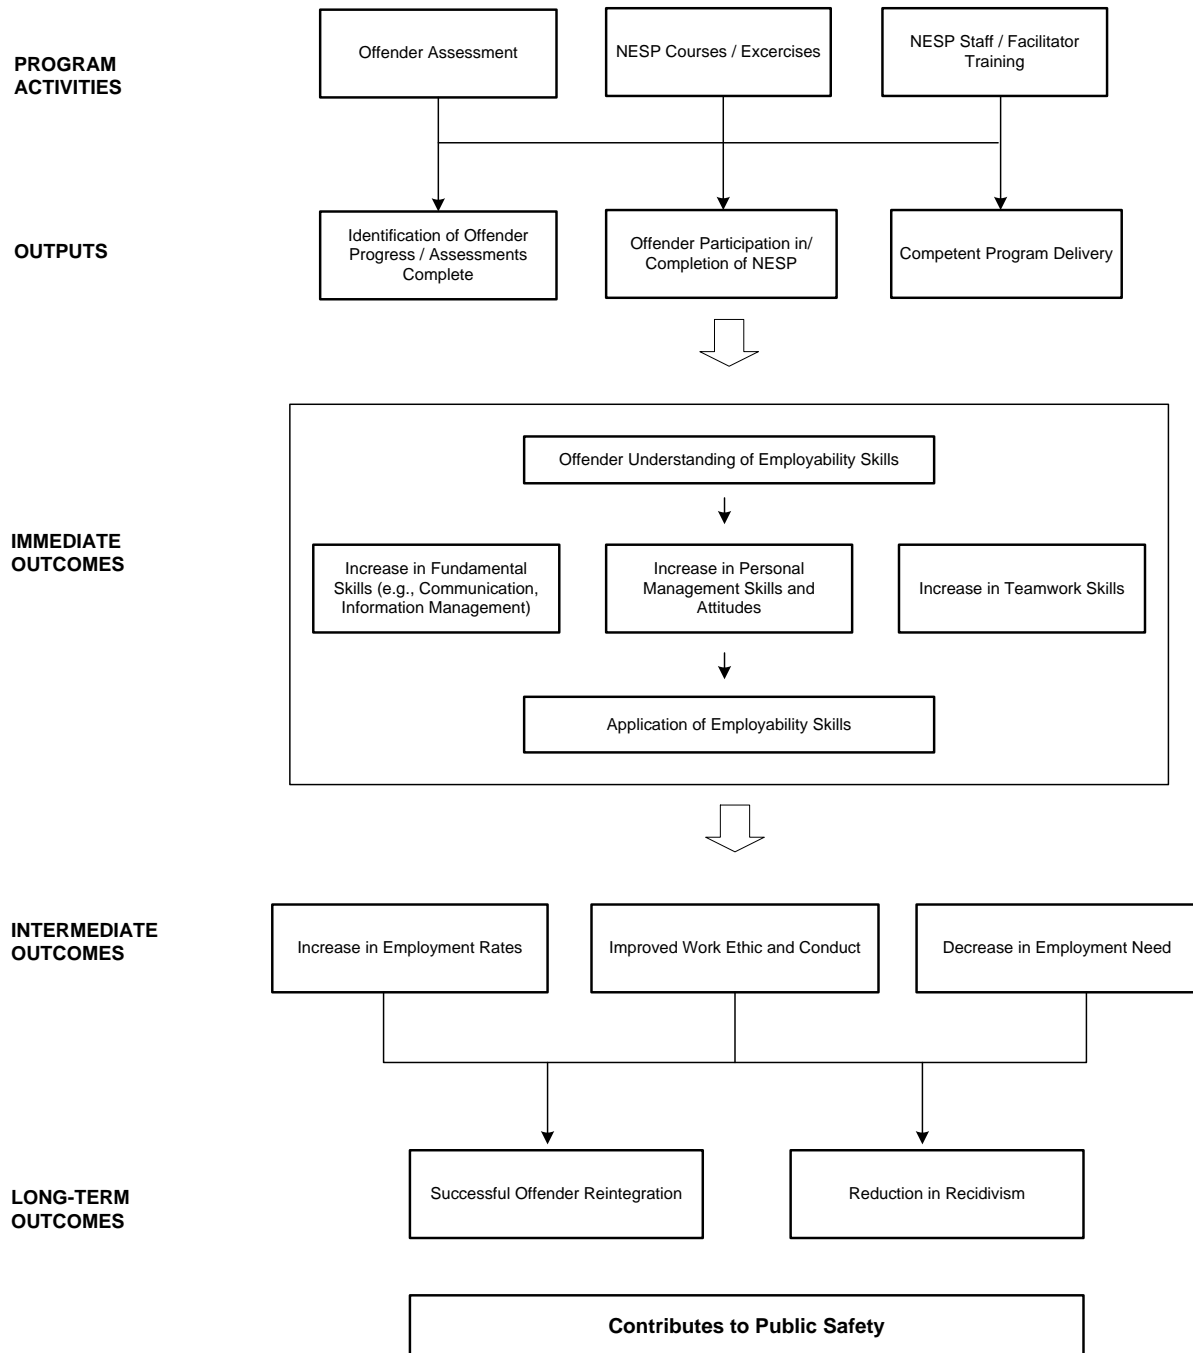 PROGRAM
ACTIVITIES
Offender Assessment
NESP Courses / Excercises
NESP Staff / Facilitator
Training
OUTPUTS
Identification of Offender
Progress / Assessments
Complete
Offender Participation in/
Completion of NESP
Competent Program Delivery
IMMEDIATE
OUTCOMES
Offender Understanding of Employability Skills
Increase in Fundamental
Skills (e.g., Communication,
Information Management)
Increase in Personal
Management Skills and
Attitudes
Increase in Teamwork Skills
Application of Employability Skills
INTERMEDIATE
OUTCOMES
Increase in Employment Rates
Improved Work Ethic and Conduct
Decrease in Employment Need
LONG-TERM
OUTCOMES
Successful Offender Reintegration
Reduction in Recidivism
Contributes to Public Safety